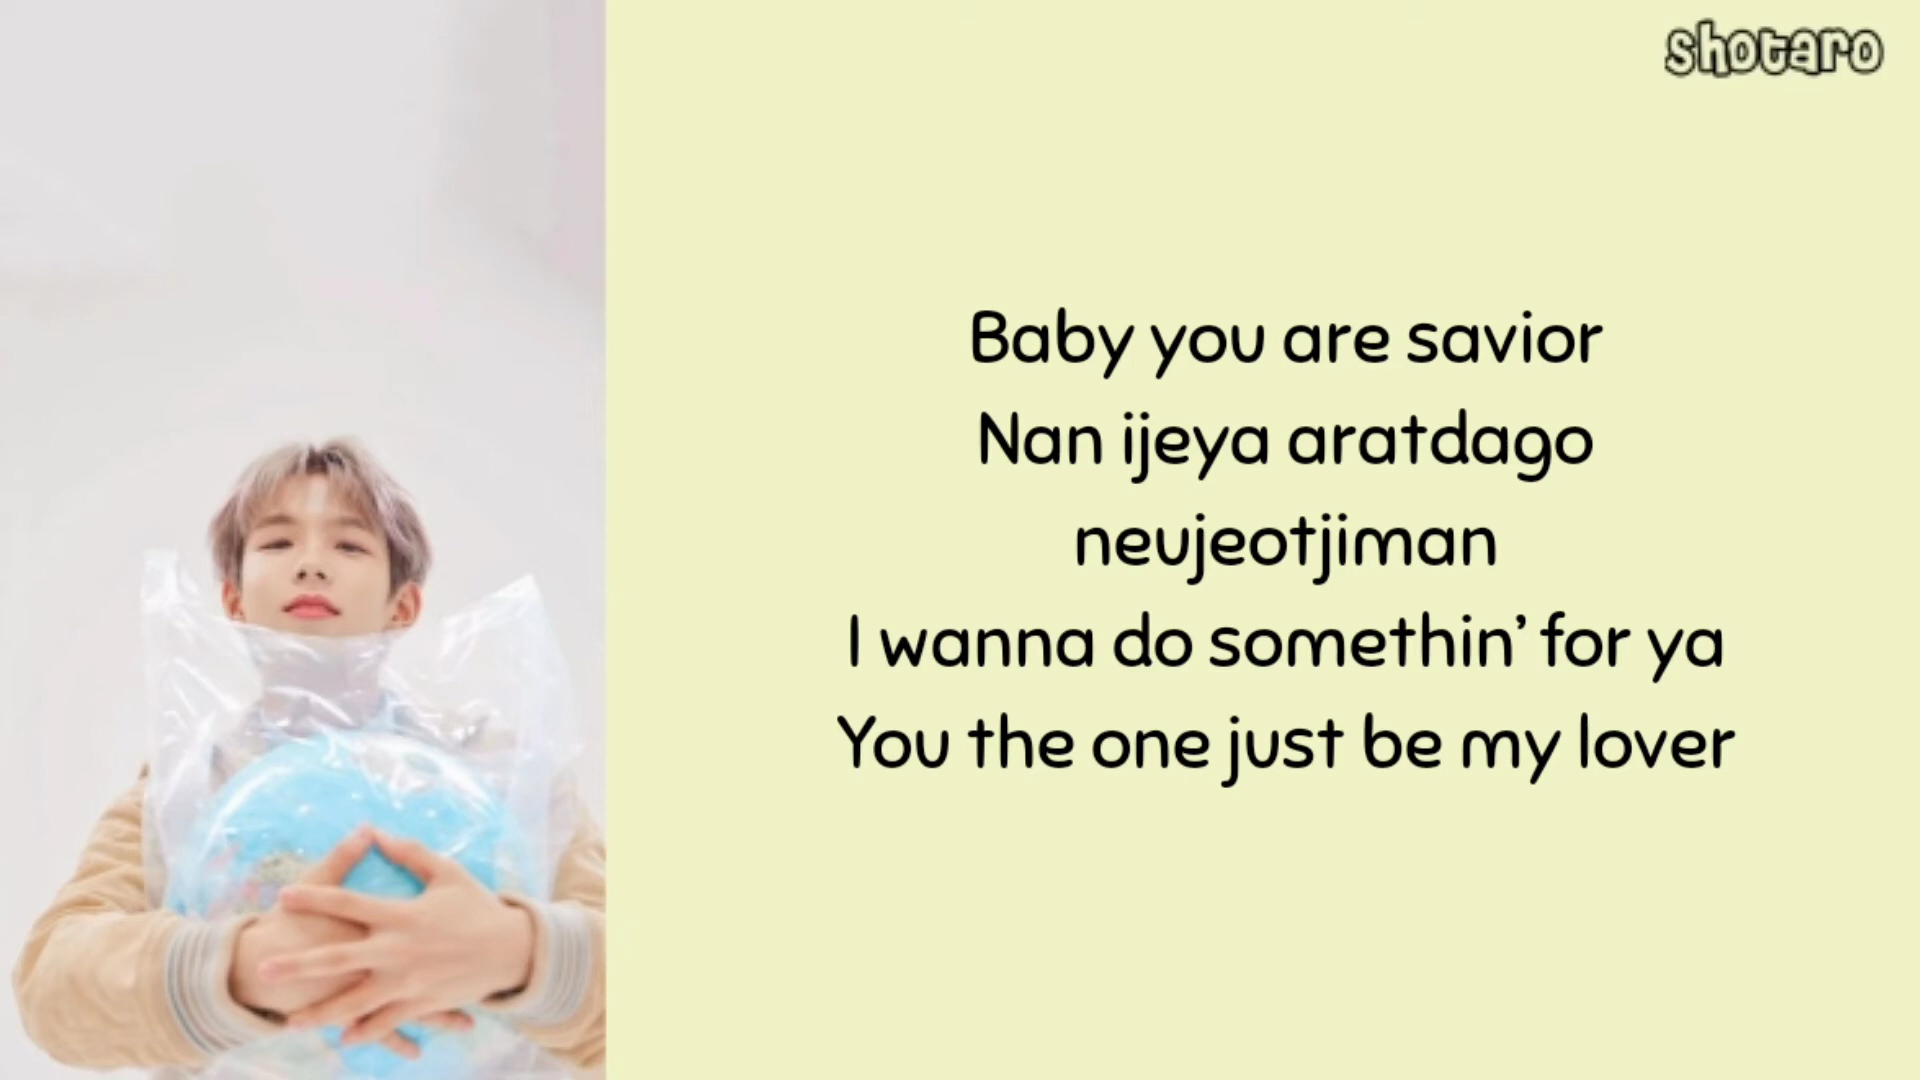 shotaro
Baby you are savior
Nan ijeya aratdago
neujeotjiman
I wanna do somethin' for ya
You the one just be my lover